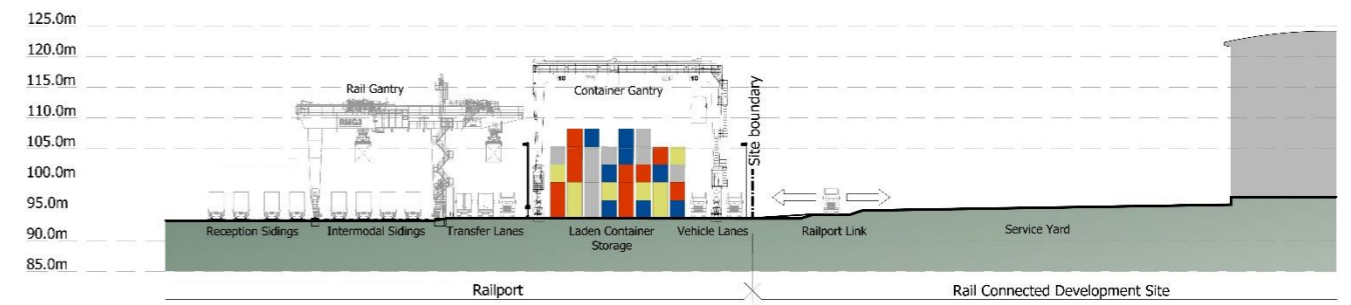 125.0m
120.0m
115.0m
110.0m
105.0m
100.0m
95.0m
90.0m
85.0m
Rail Gantry
RMG3
10
10
Container Gantry
Site boundary
Reception Sidings
Intermodal Sidings
Transfer Lanes
Laden Container
Storage
Vehicle Lanes
Railport Link
Service Yard
Railport
Rail Connected Development Site